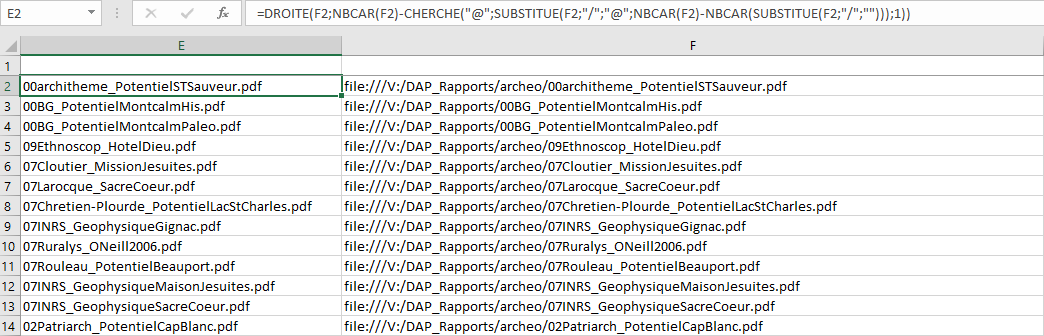 E2 fx =DROITE(F2;NBCAR(F2)-CHERCHE("@";SUBSTITUE(F2;"/";"@";NBCAR(F2)-NBCAR(SUBSTITUE(F2;"/";"")));1))
E F
1
2 00architheme_PotentielSTSauveur.pdf file:///V:/DAP_Rapports/archeo/00architheme_PotentielSTSauveur.pdf
3 00BG_PotentielMontcalmHis.pdf file:///V:/DAP_Rapports/archeo/00BG_PotentielMontcalmHis.pdf
4 00BG_PotentielMontcalmPaleo.pdf file:///V:/DAP_Rapports/archeo/00BG_PotentielMontcalmPaleo.pdf
5 09Ethnoscop_HotelDieu.pdf file:///V:/DAP_Rapports/archeo/09Ethnoscop_HotelDieu.pdf
6 07Cloutier_MissionJesuites.pdf file:///V:/DAP_Rapports/archeo/07Cloutier_MissionJesuites.pdf
7 07Larocque_SacreCoeur.pdf file:///V:/DAP_Rapports/archeo/07Larocque_SacreCoeur.pdf
8 07Chretien-Plourde_PotentielLacStCharles.pdf file:///V:/DAP_Rapports/archeo/07Chretien-Plourde_PotentielLacStCharles.pdf
9 07INRS_GeophysiqueGignac.pdf file:///V:/DAP_Rapports/archeo/07INRS_GeophysiqueGignac.pdf
10 07Ruralys_ONeill2006.pdf file:///V:/DAP_Rapports/archeo/07Ruralys_ONeill2006.pdf
11 07Rouleau_PotentielBeauport.pdf file:///V:/DAP_Rapports/archeo/07Rouleau_PotentielBeauport.pdf
12 07INRS_GeophysiqueMaisonJesuites.pdf file:///V:/DAP_Rapports/archeo/07INRS_GeophysiqueMaisonJesuites.pdf
13 07INRS_GeophysiqueSacreCoeur.pdf file:///V:/DAP_Rapports/archeo/07INRS_GeophysiqueSacreCoeur.pdf
14 02Patriarch_PotentielCapBlanc.pdf file:///V:/DAP_Rapports/archeo/02Patriarch_PotentielCapBlanc.pdf